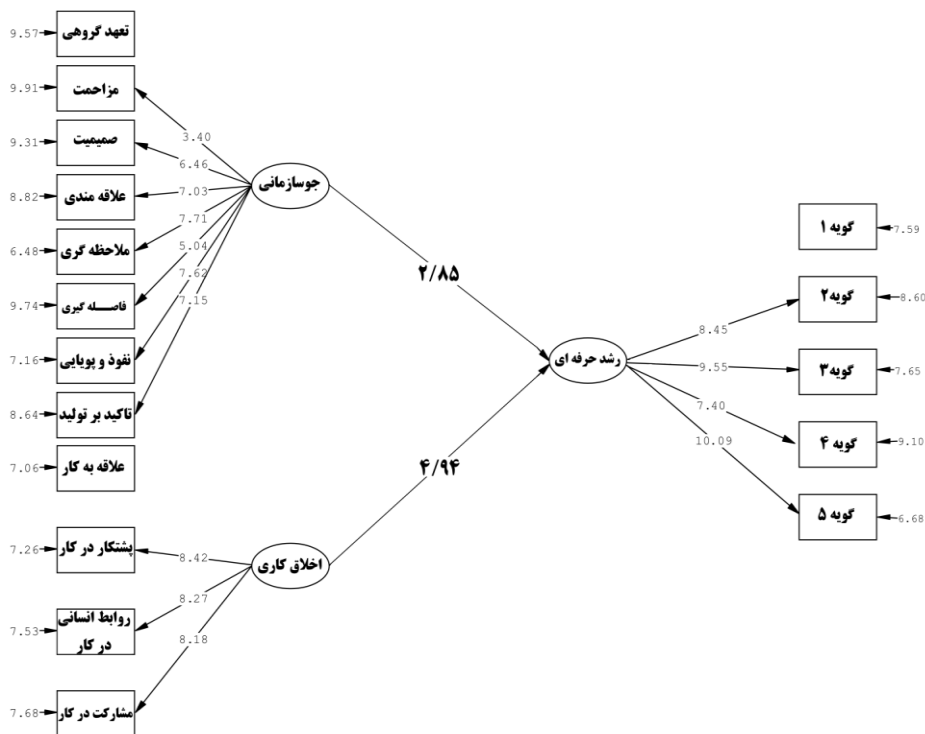 9.57
تعهد گروهی
9.91
مزاحمت
9.31
صمیمیت
8.82
علاقه مندی
6.48
ملاحظه گری
9.74
فاصله گیری
7.16
نفوذ و پویایی
8.64
تاکید بر تولید
7.06
علاقه به کار
7.26
پشتکار در کار
7.53
روابط انسانی
در کار
7.68
مشارکت در کار
3.40
6.46
7.03
7.71
5.04
7.62
7.15
جوسازمانی
8.42
8.27
8.18
اخلاق کاری
۲/۸۵
۴/۹۴
رشد حرفه ای
8.45
9.55
7.40
10.09
گویه ۱
7.59
گویه ۲
8.60
گویه ۳
7.65
گویه ۴
9.10
گویه ۵
6.68